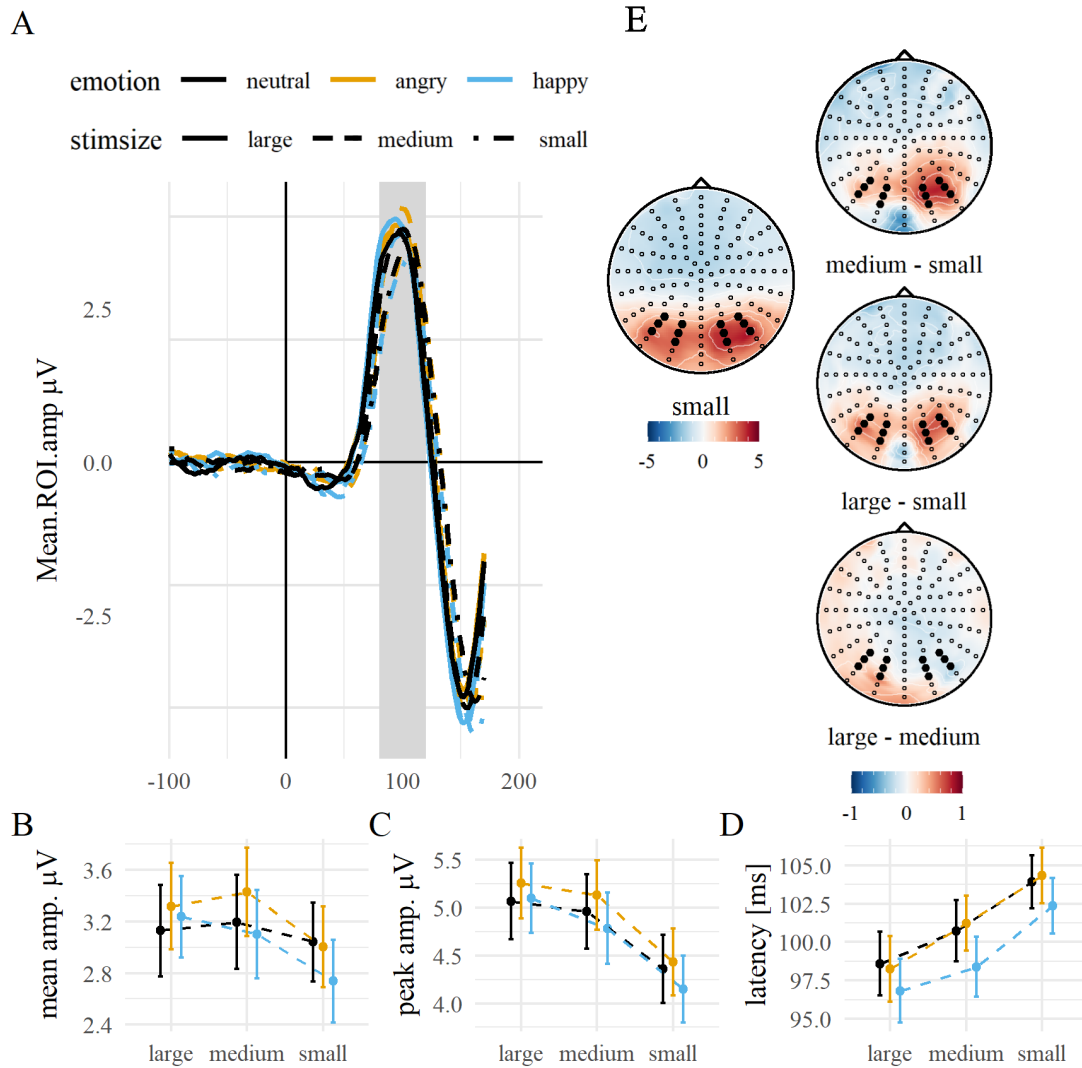 A
emotion neutral angry happy
stimsize large medium small
Mean.ROI.amp µV
2.5
0.0
-2.5
-100 0 100 200
E
small
-5 0 5
medium - small
large - small
large - medium
-1 0 1
B
mean amp. µV
3.6
3.2
2.8
2.4
large medium small
C
peak amp. µV
5.5
5.0
4.5
4.0
large medium small
D
latency [ms]
105.0
102.5
100.0
97.5
95.0
large medium small